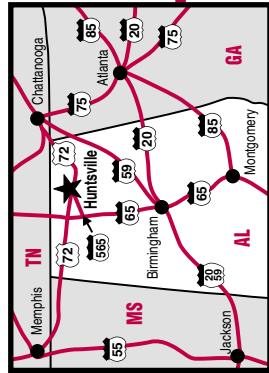 Memphis
TN
Chattanooga
72
72
75
85
Huntsville
565
Atlanta
55
65
59
20
MS
20
Birmingham
75
65
20
59
85
Jackson
GA
AL
Montgomery